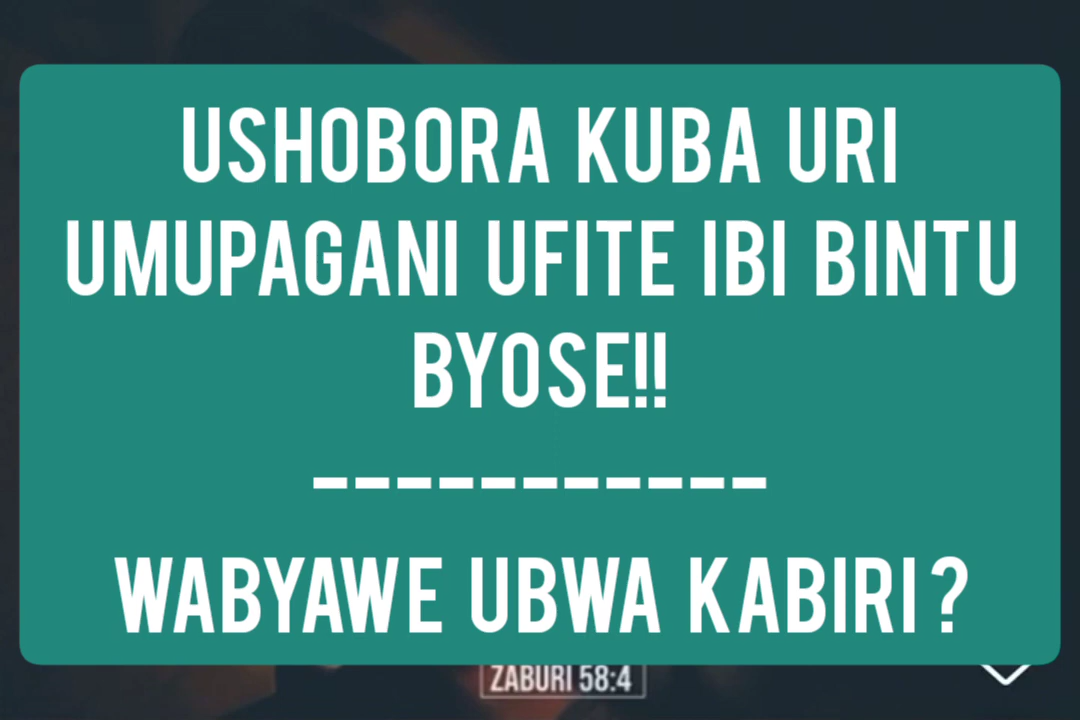 USHOBORA KUBA URI
UMUPAGANI UFITE IBI BINTU
BYOSE!!
-----------
WABYAWE UBWA KABIRI?
ZABURI 58:4